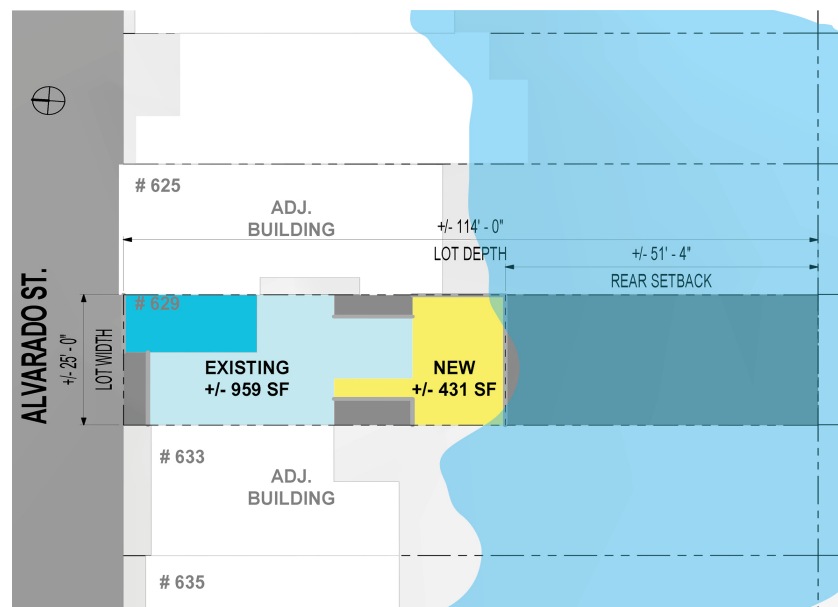 # 625
ADJ.
BUILDING
+/- 114' - 0"
LOT DEPTH
+/- 51' - 4"
REAR SETBACK
ALVARADO ST.
+/- 25' - 0"
LOT WIDTH
# 629
EXISTING
+/- 959 SF
NEW
+/- 431 SF
# 633
ADJ.
BUILDING
# 635